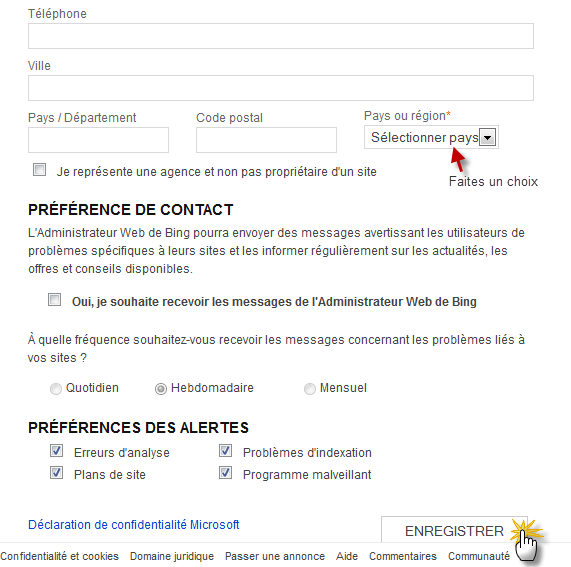 Téléphone
Ville
Pays / Département
Code postal
Pays ou région*
Sélectionner pays
Je représente une agence et non pas propriétaire d'un site
Faites un choix
PRÉFÉRENCE DE CONTACT
L'Administrateur Web de Bing pourra envoyer des messages avertissant les utilisateurs de
problèmes spécifiques à leurs sites et les informer régulièrement sur les actualités, les
offres et conseils disponibles.
Oui, je souhaite recevoir les messages de l'Administrateur Web de Bing
À quelle fréquence souhaitez-vous recevoir les messages concernant les problèmes liés à
vos sites ?
Quotidien
Hebdomadaire
Mensuel
PRÉFÉRENCES DES ALERTES
Erreurs d'analyse
Problèmes d'indexation
Plans de site
Programme malveillant
Déclaration de confidentialité Microsoft
ENREGISTRER
Confidentialité et cookies Domaine juridique Passer une annonce Aide Commentaires Communauté